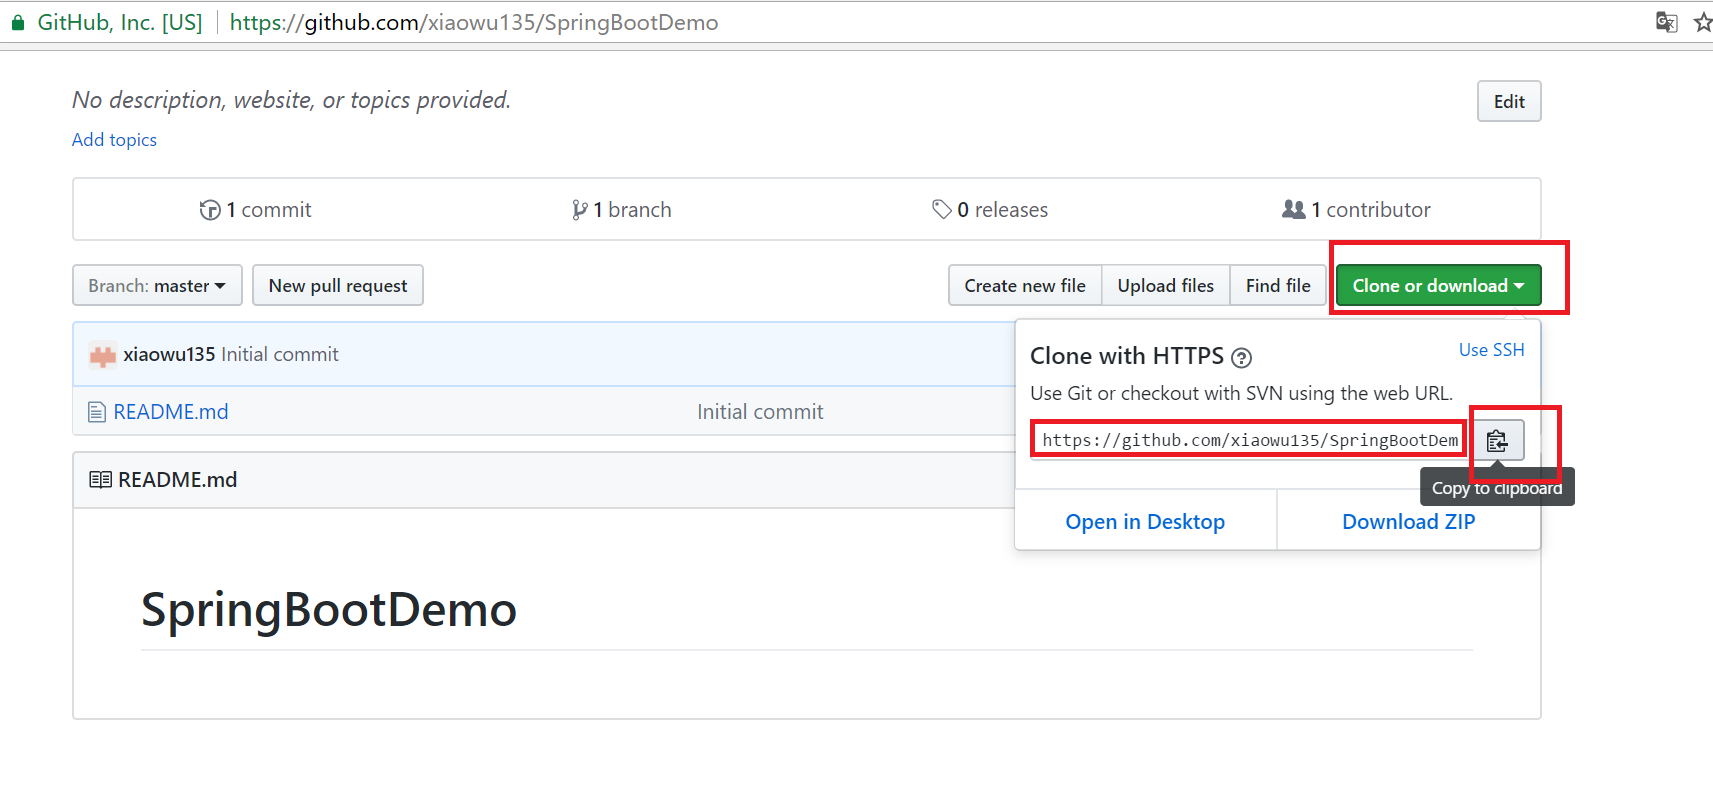 GitHub, Inc. [US] https://github.com/xiaowu135/SpringBootDemo
No description, website, or topics provided.
Edit
Add topics
1 commit 1 branch 0 releases 1 contributor
Branch: master New pull request Create new file Upload files Find file Clone or download
xiaowu135 Initial commit
README.md Initial commit
Clone with HTTPS Use SSH
Use Git or checkout with SVN using the web URL.
https://github.com/xiaowu135/SpringBootDem
Copy to clipboard
Open in Desktop Download ZIP
README.md
SpringBootDemo